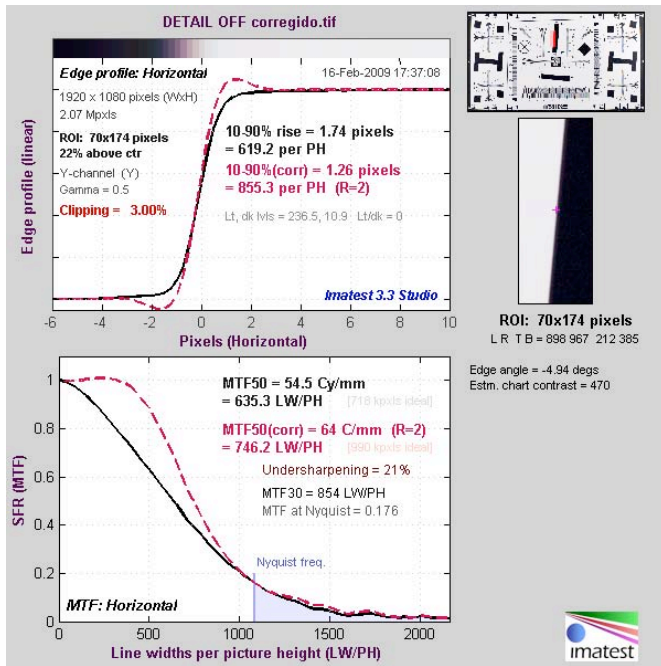 DETAIL OFF corregido.tif
Edge profile: Horizontal
16-Feb-2009 17:37:08
1920 x 1080 pixels (WxH)
2.07 Mpxls
ROI: 70x174 pixels
22% above ctr
Y-channel (Y)
Gamma = 0.5
Clipping = 3.00%
10-90% rise = 1.74 pixels
= 619.2 per PH
10-90%(corr) = 1.26 pixels
= 855.3 per PH (R=2)
Lt, dk lvls = 236.5, 10.9 Lt/dk = 0
Imatest 3.3 Studio
Edge profile (linear)
-6 -4 -2 0 2 4 6 8 10
Pixels (Horizontal)
ROI: 70x174 pixels
L R T B = 898 967 212 385
Edge angle = -4.94 degs
Estm. chart contrast = 470
MTF50 = 54.5 Cy/mm
= 635.3 LW/PH
[718 kpxls ideal]
MTF50(corr) = 64 C/mm (R=2)
= 746.2 LW/PH
[990 kpxls ideal]
Undersharpening = 21%
MTF30 = 854 LW/PH
MTF at Nyquist = 0.176
Nyquist freq.
MTF: Horizontal
SFR (MTF)
1
0.8
0.6
0.4
0.2
0
0 500 1000 1500 2000
Line widths per picture height (LW/PH)
imatest